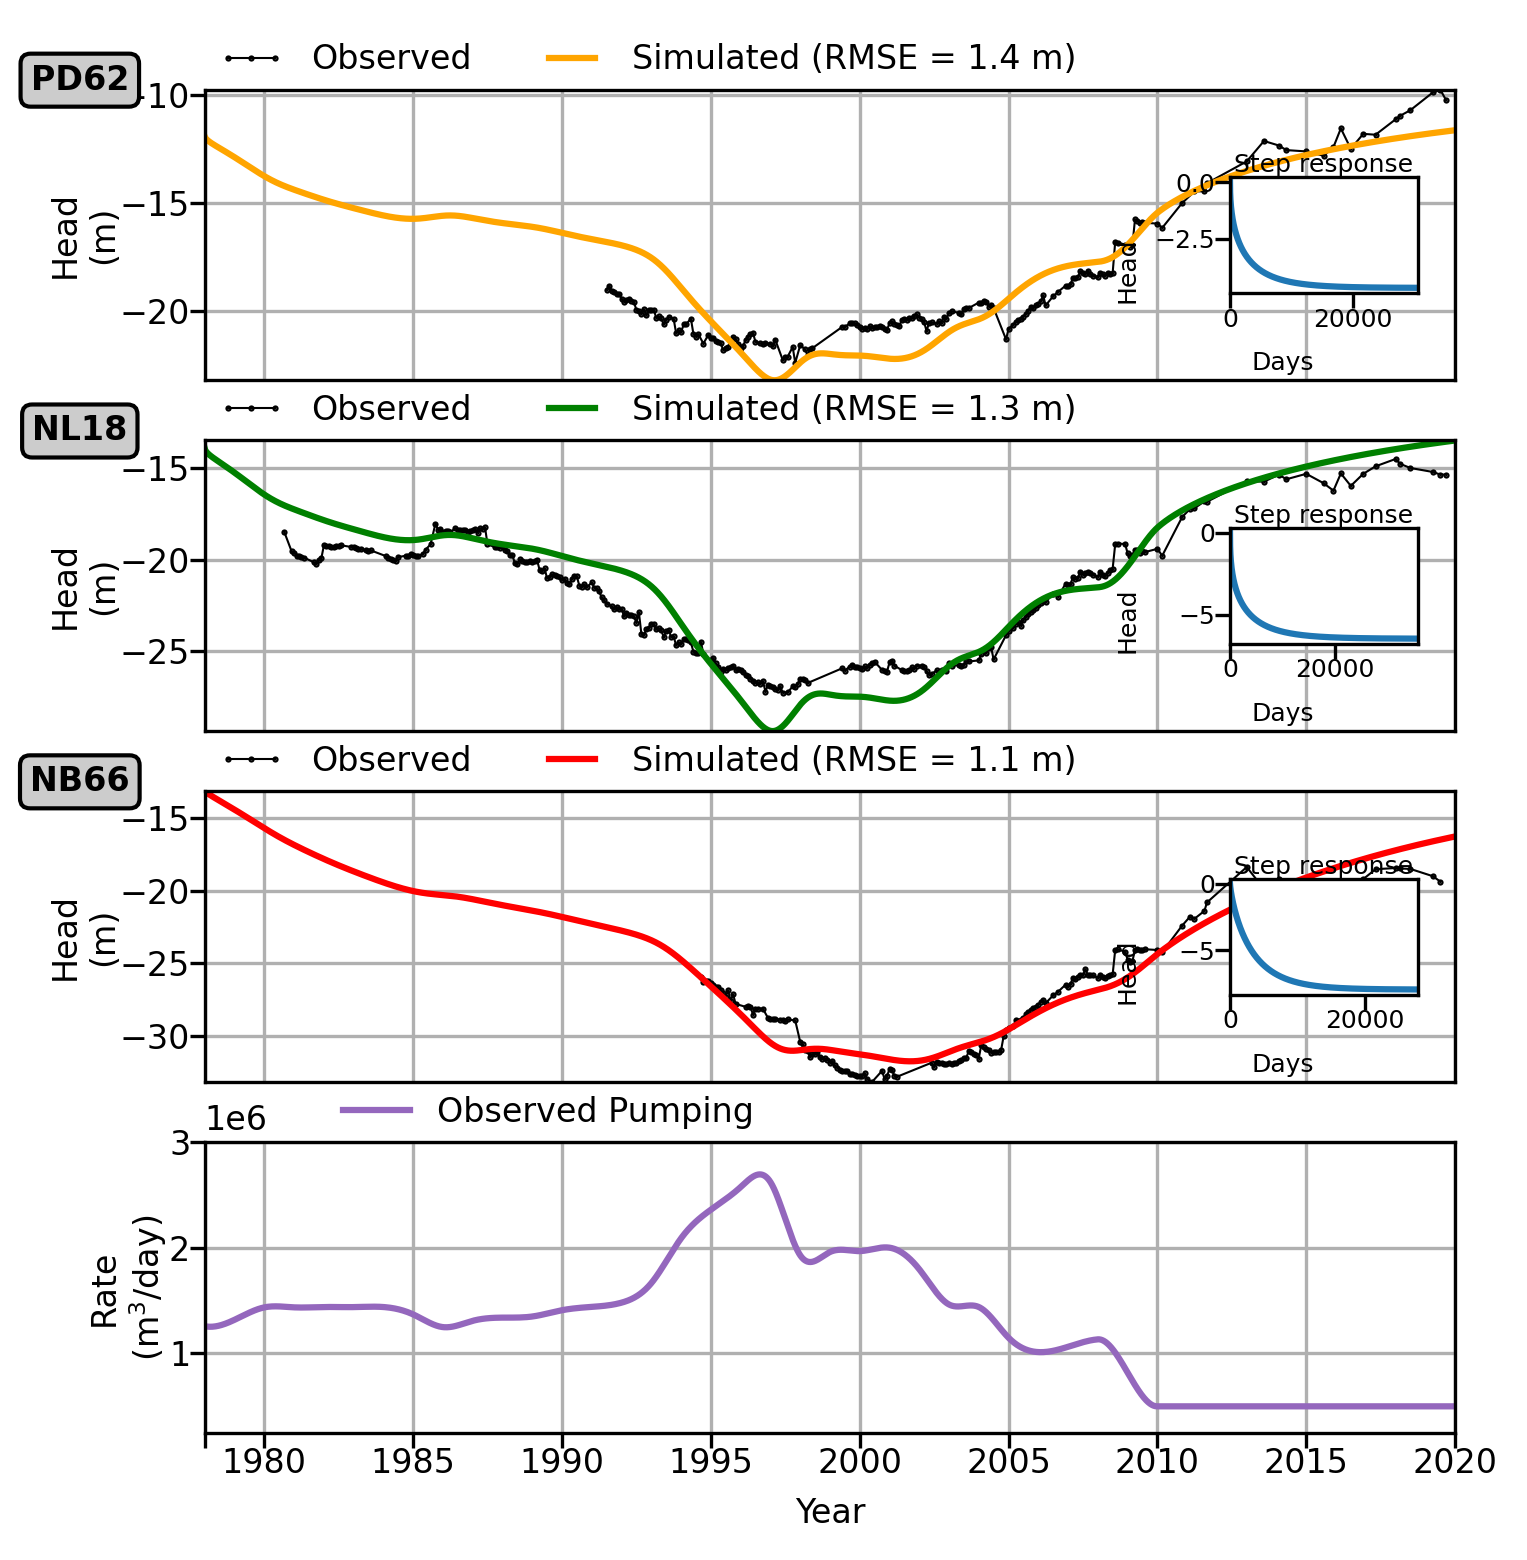 PD62
Observed
Simulated (RMSE = 1.4 m)
−10
−15
−20
Head
(m)
Step response
0.0
−2.5
Head
0
20000
Days
NL18
Observed
Simulated (RMSE = 1.3 m)
−15
−20
−25
Head
(m)
Step response
0
−5
Head
0
20000
Days
NB66
Observed
Simulated (RMSE = 1.1 m)
−15
−20
−25
−30
Head
(m)
Step response
0
−5
Head
0
20000
Days
1e6
Observed Pumping
3
2
1
Rate
(m³/day)
1980 1985 1990 1995 2000 2005 2010 2015 2020
Year